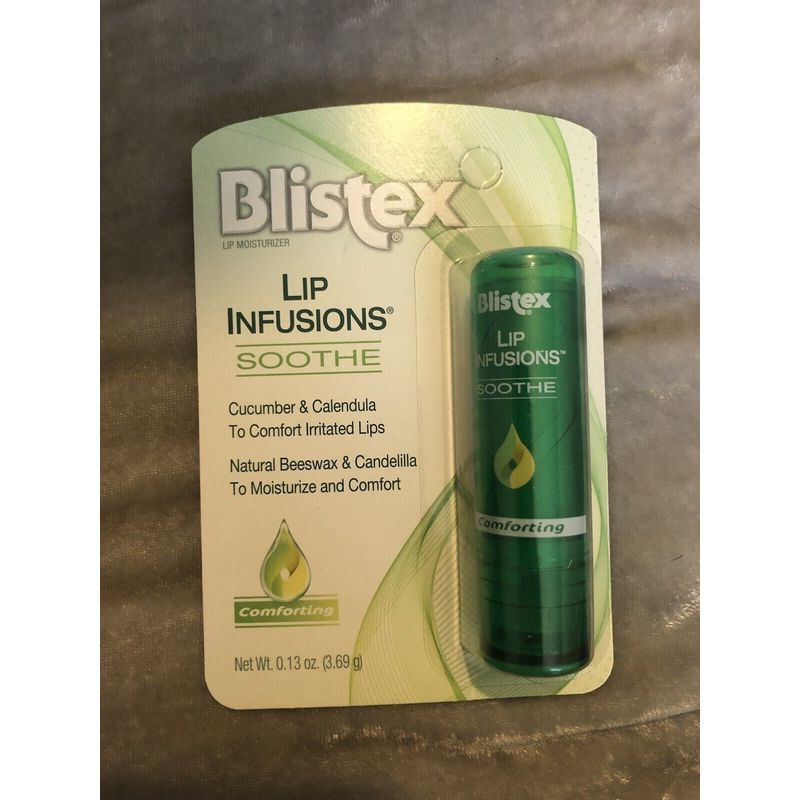 Blistex®
LIP MOISTURIZER
LIP
INFUSIONS®
SOOTHE
Cucumber & Calendula
To Comfort Irritated Lips
Natural Beeswax & Candelilla
To Moisturize and Comfort
Comforting
Net Wt. 0.13 oz. (3.69 g)
Blistex
LIP
INFUSIONS™
SOOTHE
Comforting